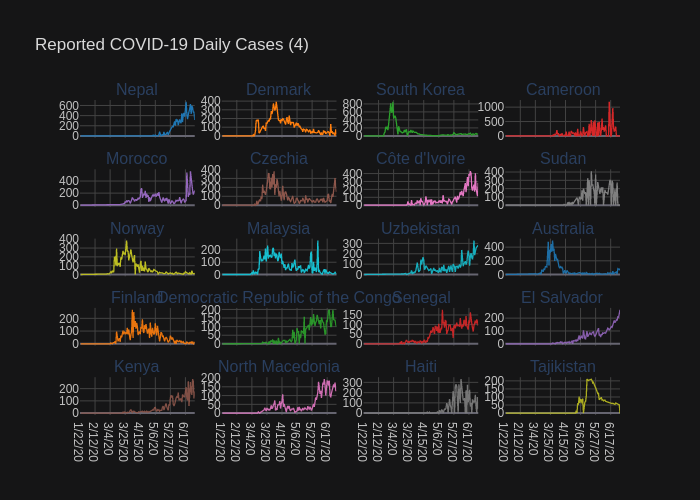 Reported COVID-19 Daily Cases (4)
Nepal Denmark South Korea Cameroon
600 400 200 0
400 300 200 100 0
800 600 400 200 0
1000 500 0
Morocco Czechia Côte d'Ivoire Sudan
400 200 0
300 200 100 0
400 300 200 100 0
400 300 200 100 0
Norway Malaysia Uzbekistan Australia
400 300 200 100 0
200 100 0
300 200 100 0
400 200 0
Finland Democratic Republic of the Congo Senegal El Salvador
200 100 0
200 150 100 50 0
150 100 50 0
200 100 0
Kenya North Macedonia Haiti Tajikistan
200 100 0
200 150 100 50 0
300 200 100 0
200 150 100 50 0
1/22/20 2/12/20 3/4/20 3/25/20 4/15/20 5/6/20 5/27/20 6/17/20
1/22/20 2/12/20 3/4/20 3/25/20 4/15/20 5/6/20 5/27/20 6/17/20
1/22/20 2/12/20 3/4/20 3/25/20 4/15/20 5/6/20 5/27/20 6/17/20
1/22/20 2/12/20 3/4/20 3/25/20 4/15/20 5/6/20 5/27/20 6/17/20